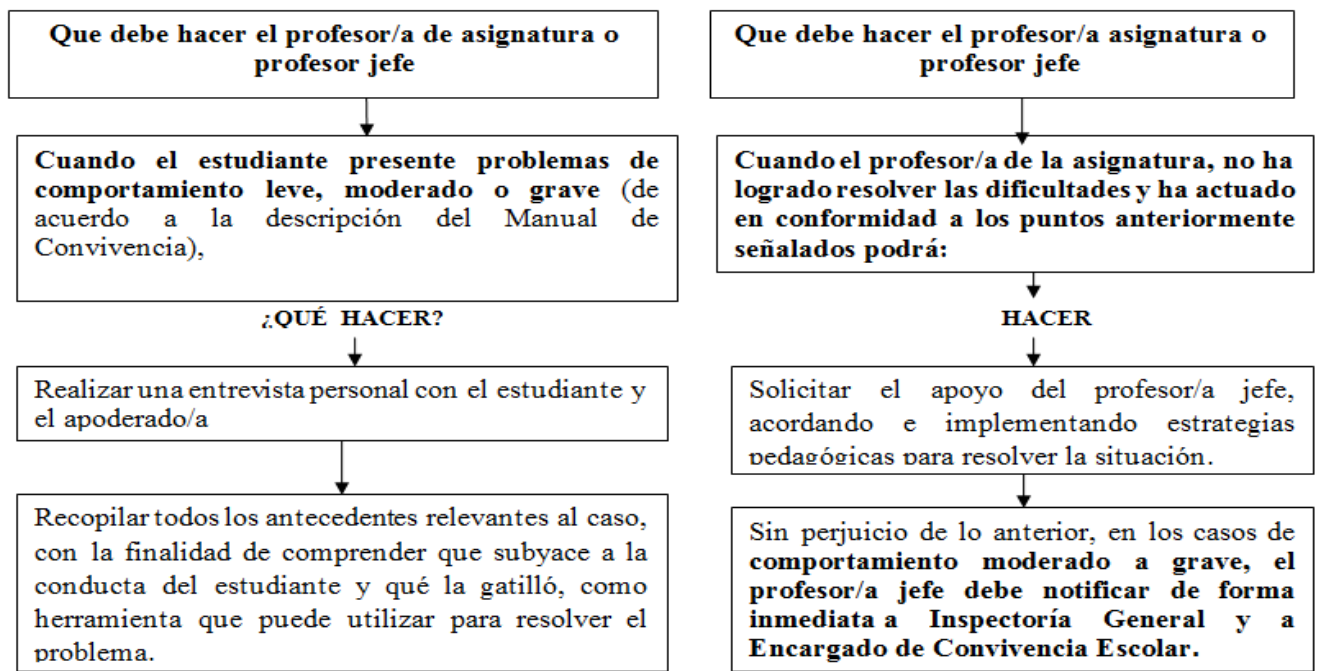 Que debe hacer el profesor/a de asignatura o
profesor jefe
Cuando el estudiante presente problemas de
comportamiento leve, moderado o grave (de
acuerdo a la descripción del Manual de
Convivencia),
¿QUÉ HACER?
Realizar una entrevista personal con el estudiante y
el apoderado/a
Recopilar todos los antecedentes relevantes al caso,
con la finalidad de comprender que subyace a la
conducta del estudiante y qué la gatilló, como
herramienta que puede utilizar para resolver el
problema.
Que debe hacer el profesor/a asignatura o
profesor jefe
Cuando el profesor/a de la asignatura, no ha
logrado resolver las dificultades y ha actuado
en conformidad a los puntos anteriormente
señalados podrá:
HACER
Solicitar el apoyo del profesor/a jefe,
acordando e implementando estrategias
pedagógicas para resolver la situación.
Sin perjuicio de lo anterior, en los casos de
comportamiento moderado a grave, el
profesor/a jefe debe notificar de forma
inmediata a Inspectoría General y a
Encargado de Convivencia Escolar.